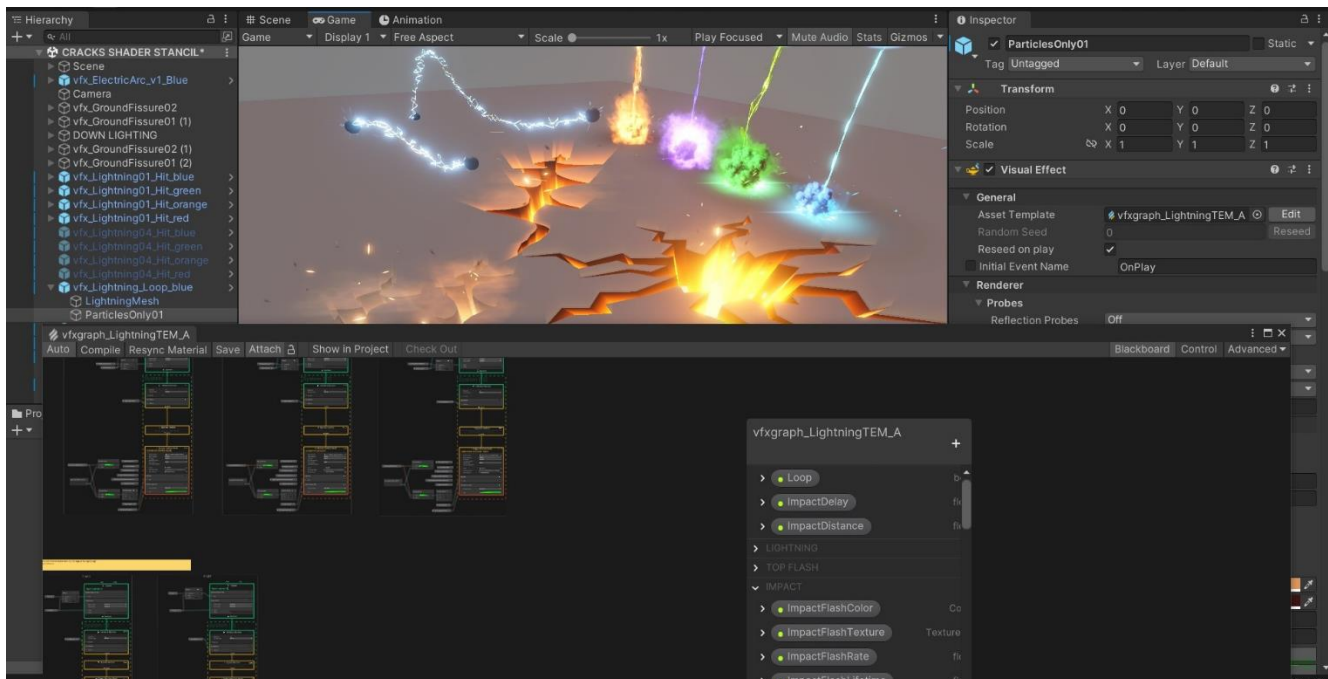 Hierarchy
All
CRACKS SHADER STANCIL*
Scene
vfx_ElectricArc_v1_Blue
Camera
vfx_GroundFissure02
vfx_GroundFissure01 (1)
DOWN LIGHTING
vfx_GroundFissure02 (1)
vfx_GroundFissure01 (2)
vfx_Lightning01_Hit_blue
vfx_Lightning01_Hit_green
vfx_Lightning01_Hit_orange
vfx_Lightning01_Hit_red
vfx_Lightning04_Hit_blue
vfx_Lightning04_Hit_green
vfx_Lightning04_Hit_orange
vfx_Lightning04_Hit_red
vfx_Lightning_Loop_blue
LightningMesh
ParticlesOnly01
Pro
Scene Game Animation
Game Display 1 Free Aspect Scale 1x Play Focused Mute Audio Stats Gizmos
Inspector
ParticlesOnly01 Static
Tag Untagged Layer Default
Transform
Position X 0 Y 0 Z 0
Rotation X 0 Y 0 Z 0
Scale X 1 Y 1 Z 1
Visual Effect
General
Asset Template vfxgraph_LightningTEM_A Edit
Random Seed 0 Reseed
Reseed on play
Initial Event Name OnPlay
Renderer
Probes
Reflection Probes Off
vfxgraph_LightningTEM_A
Auto Compile Resync Material Save Attach Show in Project Check Out Blackboard Control Advanced
vfxgraph_LightningTEM_A
Loop
ImpactDelay
ImpactDistance
LIGHTNING
TOP FLASH
IMPACT
ImpactFlashColor Co
ImpactFlashTexture Texture
ImpactFlashRate